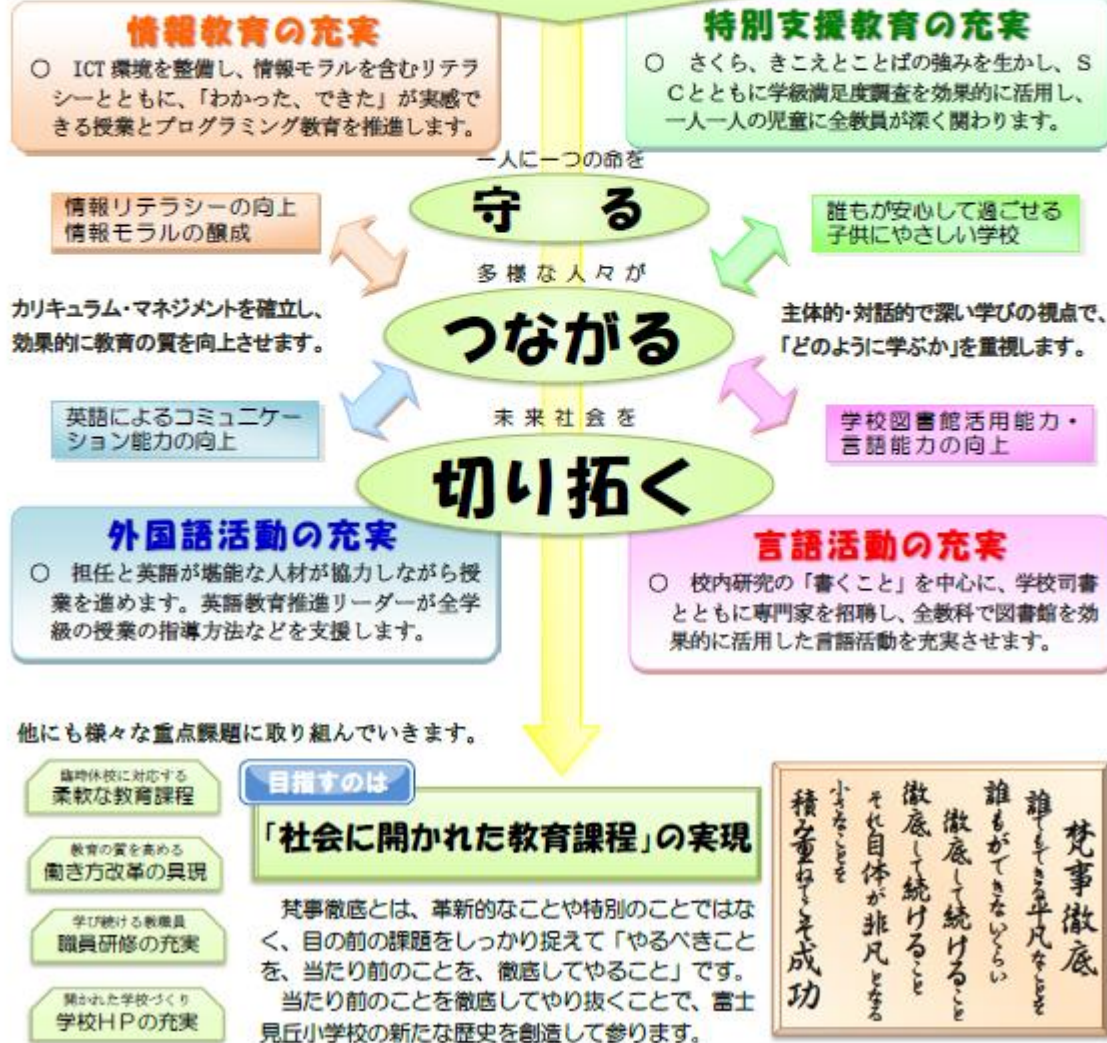 情報教育の充実
○ ICT環境を整備し、情報モラルを含むリテラ
シーとともに、「わかった、できた」が実感で
きる授業とプログラミング教育を推進します。
特別支援教育の充実
○ さくら、きこえとことばの強みを生かし、S
Cとともに学級満足度調査を効果的に活用し、
一人一人の児童に全教員が深く関わります。
一人に一つの命を
守 る
情報リテラシーの向上
情報モラルの醸成
誰もが安心して過ごせる
子供にやさしい学校
多様な人々が
つながる
カリキュラム・マネジメントを確立し、
効果的に教育の質を向上させます。
主体的・対話的で深い学びの視点で、
「どのように学ぶか」を重視します。
英語によるコミュニケー
ション能力の向上
未来社会を
切り拓く
学校図書館活用能力・
言語能力の向上
外国語活動の充実
○ 担任と英語が堪能な人材が協力しながら授
業を進めます。英語教育推進リーダーが全学
級の授業の指導方法などを支援します。
言語活動の充実
○ 校内研究の「書くこと」を中心に、学校司書
とともに専門家を招聘し、全教科で図書館を効
果的に活用した言語活動を充実させます。
他にも様々な重点課題に取り組んでいきます。
臨時休校に対応する
柔軟な教育課程
教育の質を高める
働き方改革の具現
学び続ける教職員
職員研修の充実
開かれた学校づくり
学校HPの充実
目指すのは
「社会に開かれた教育課程」の実現
梵事徹底とは、革新的なことや特別のことではな
く、目の前の課題をしっかり捉えて「やるべきこと
を、当たり前のことを、徹底してやること」です。
当たり前のことを徹底してやり抜くことで、富士
見丘小学校の新たな歴史を創造して参ります。
梵事徹底
誰でもできる平凡なことを
誰もができないくらい
徹底して続けること
徹底して続けること
それ自体が非凡となる
小さなことを
積み重ねてこそ成功